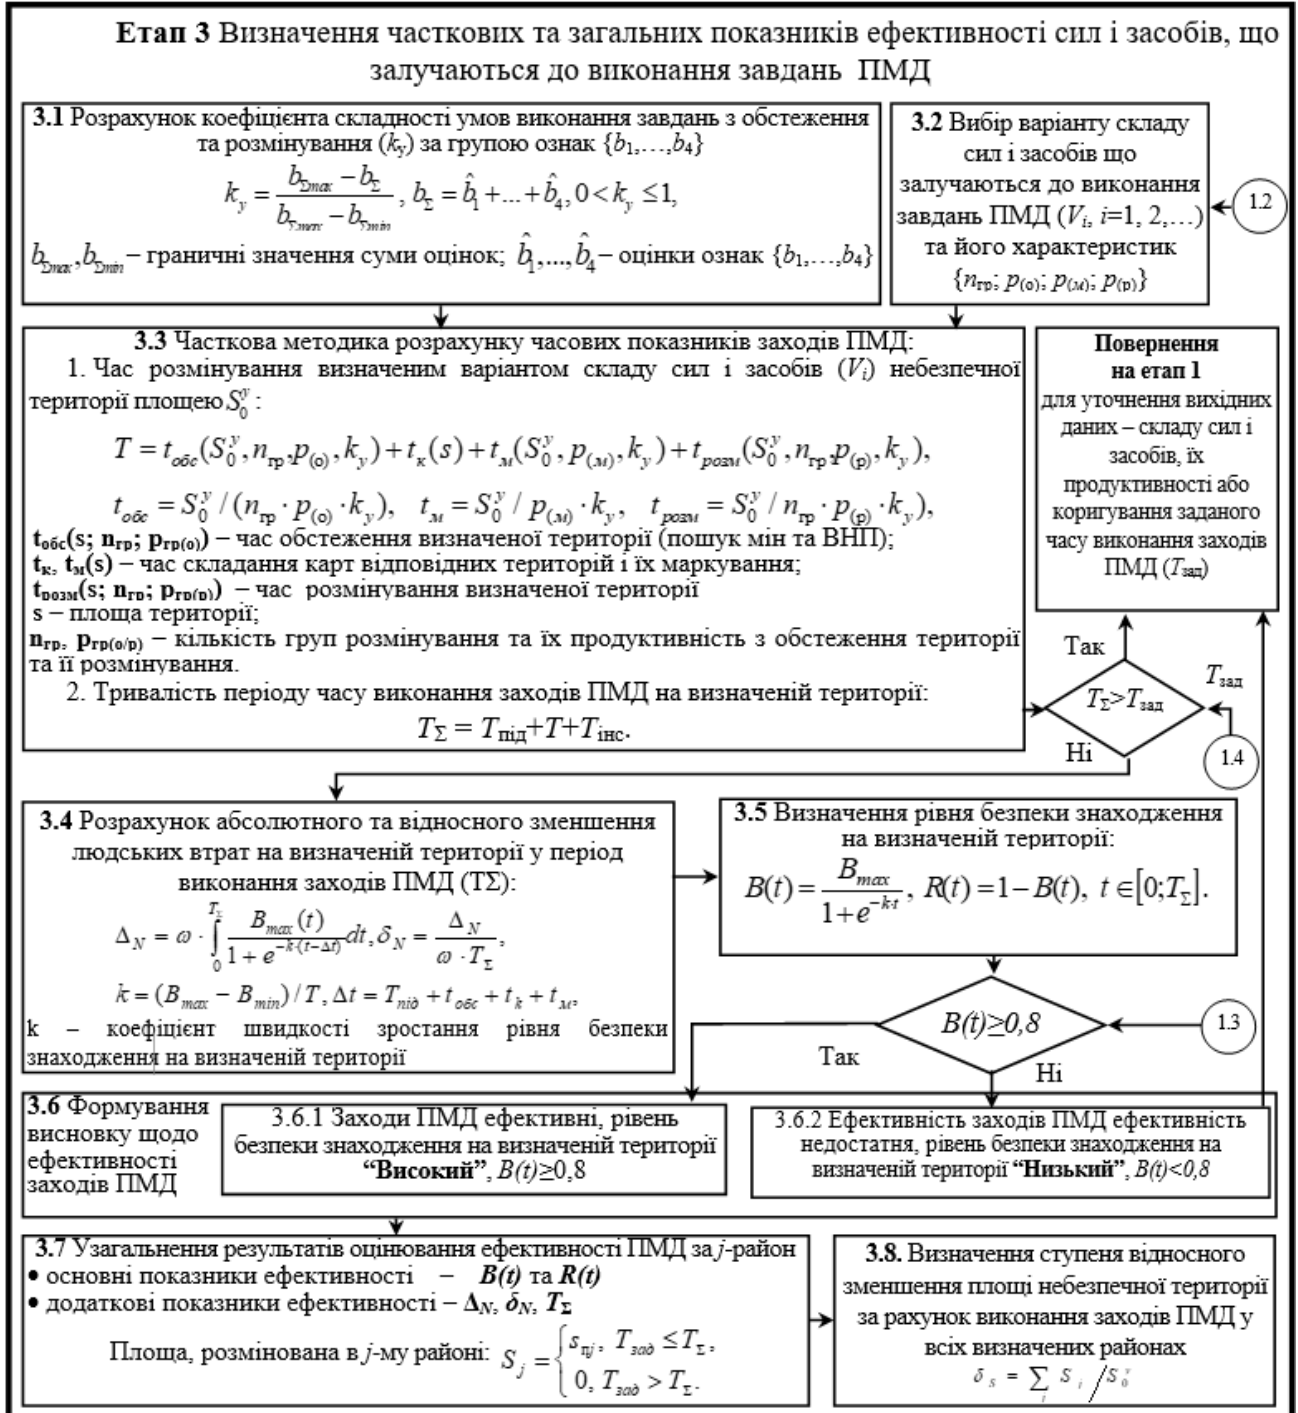 Етап 3 Визначення часткових та загальних показників ефективності сил і засобів, що
залучаються до виконання завдань ПМД
3.1 Розрахунок коефіцієнта складності умов виконання завдань з обстеження
та розмінування (kу) за групою ознак {b1,…,b4}
kу = (bΣmax − bΣ) / (bΣmax − bΣmin), bΣ = b̂1 +...+ b̂4, 0 < kу ≤ 1,
bΣmax, bΣmin – граничні значення суми оцінок; b̂1,..., b̂4 – оцінки ознак {b1,…,b4}
3.2 Вибір варіанту складу
сил і засобів що
залучаються до виконання
завдань ПМД (Vi, i=1, 2,…)
та його характеристик
{nгр; p(о); p(м); p(р)}
1.2
3.3 Часткова методика розрахунку часових показників заходів ПМД:
1. Час розмінування визначеним варіантом складу сил і засобів (Vi) небезпечної
території площею S0^у :
T = tобс(S0^у, nгр, p(о), kу) + tк(s) + tм(S0^у, p(м), kу) + tрозм(S0^у, nгр, p(р), kу),
tобс = S0^у / (nгр · p(о) · kу), tм = S0^у / p(м) · kу, tрозм = S0^у / nгр · p(р) · kу),
tобс(s; nгр; pгр(о)) – час обстеження визначеної території (пошук мін та ВНП);
tк, tм(s) – час складання карт відповідних територій і їх маркування;
tрозм(s; nгр; pгр(р)) – час розмінування визначеної території
s – площа території;
nгр, pгр(о/р) – кількість груп розмінування та їх продуктивність з обстеження території
та її розмінування.
2. Тривалість періоду часу виконання заходів ПМД на визначеній території:
TΣ = Tпід+T+Tінс.
Повернення
на етап 1
для уточнення вихідних
даних – складу сил і
засобів, їх
продуктивності або
коригування заданого
часу виконання заходів
ПМД (Tзад)
Так
Tзад
TΣ>Tзад
Ні
1.4
3.4 Розрахунок абсолютного та відносного зменшення
людських втрат на визначеній території у період
виконання заходів ПМД (ТΣ):
ΔN = ω · ∫0^TΣ Bmax(t) / (1 + e^−k·(t−Δt)) dt, δN = ΔN / (ω · TΣ),
k = (Bmax − Bmin) / T, Δt = Tпід + tобс + tk + tм,
k – коефіцієнт швидкості зростання рівня безпеки
знаходження на визначеній території
3.5 Визначення рівня безпеки знаходження
на визначеній території:
B(t) = Bmax / (1 + e^−k·t), R(t) = 1 − B(t), t ∈ [0; TΣ].
B(t)≥0,8
1.3
Так
Ні
3.6 Формування
висновку щодо
ефективності
заходів ПМД
3.6.1 Заходи ПМД ефективні, рівень
безпеки знаходження на визначеній території
“Високий”, B(t)≥0,8
3.6.2 Ефективність заходів ПМД ефективність
недостатня, рівень безпеки знаходження на
визначеній території “Низький”, B(t)<0,8
3.7 Узагальнення результатів оцінювання ефективності ПМД за j-район
• основні показники ефективності – B(t) та R(t)
• додаткові показники ефективності – ΔN, δN, TΣ
Площа, розмінована в j-му районі: Sj = { sпj, Tзад ≤ TΣ,
0, Tзад > TΣ.
3.8. Визначення ступеня відносного
зменшення площі небезпечної території
за рахунок виконання заходів ПМД у
всіх визначених районах
δS = Σi Si / S0^у